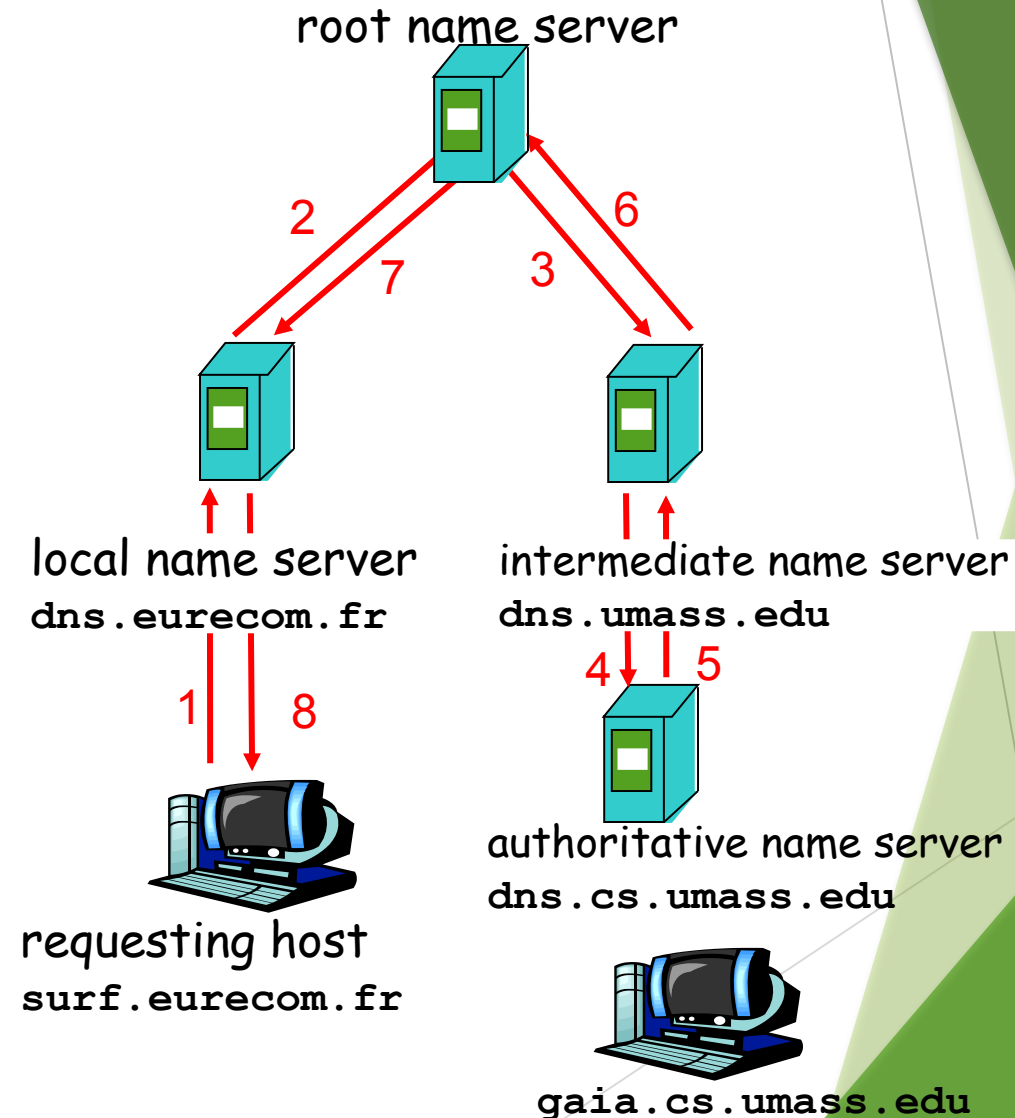 root name server
2
6
7
3
local name server
dns.eurecom.fr
intermediate name server
dns.umass.edu
1
8
4
5
requesting host
surf.eurecom.fr
authoritative name server
dns.cs.umass.edu
gaia.cs.umass.edu